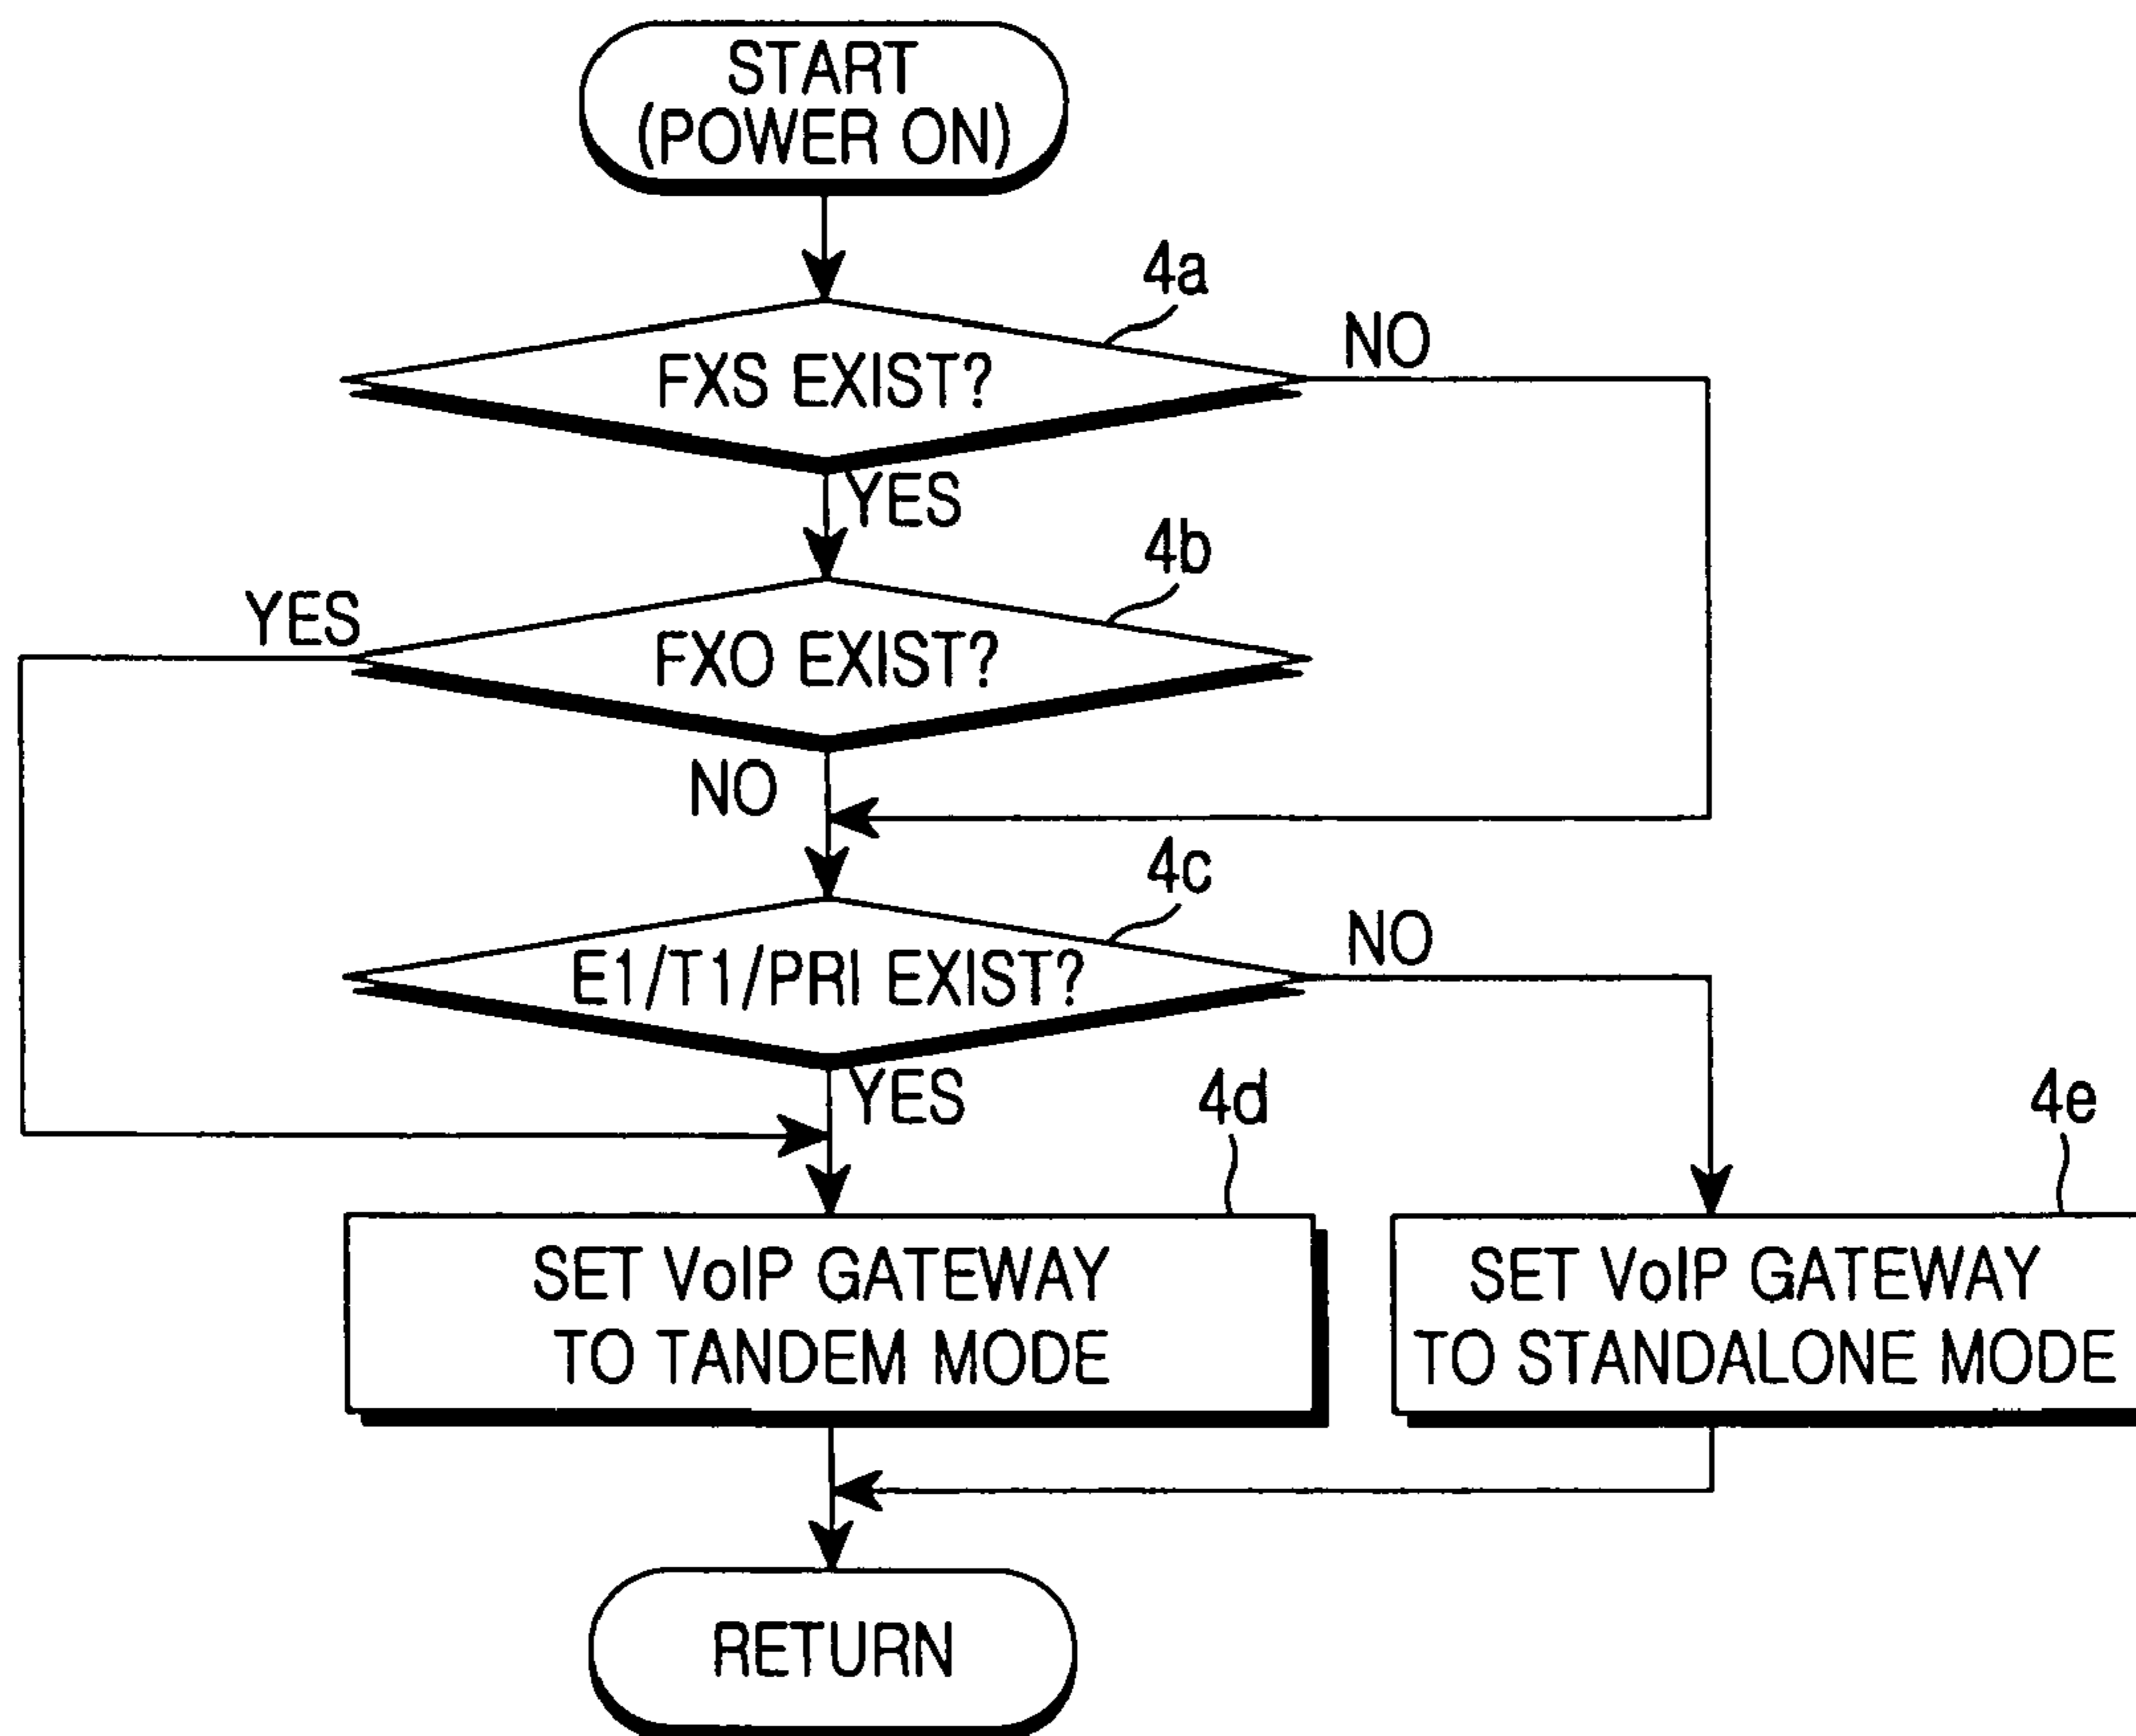 START
(POWER ON)
4a
NO
FXS EXIST?
YES
4b
YES
FXO EXIST?
NO
4c
NO
E1/T1/PRI EXIST?
YES
4d
4e
SET VoIP GATEWAY
TO TANDEM MODE
SET VoIP GATEWAY
TO STANDALONE MODE
RETURN